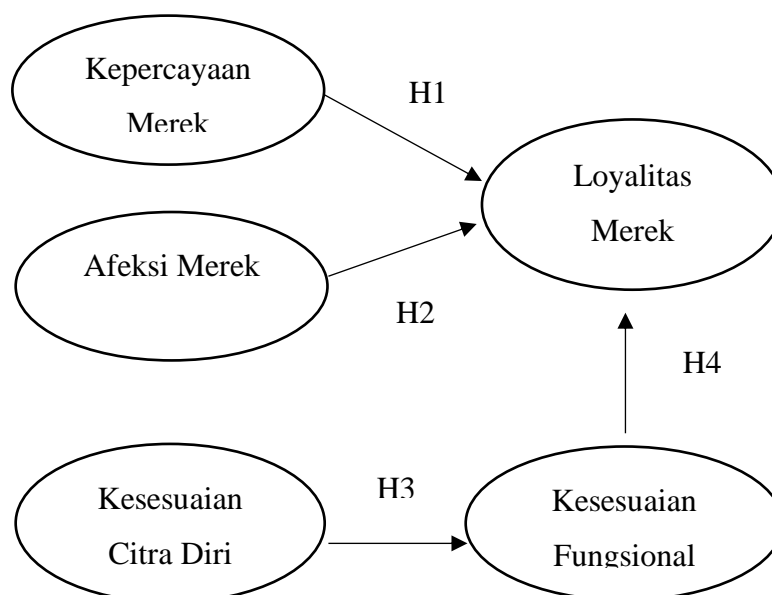 Kepercayaan
Merek
H1
Loyalitas
Merek
Afeksi Merek
H2
H4
Kesesuaian
Citra Diri
H3
Kesesuaian
Fungsional